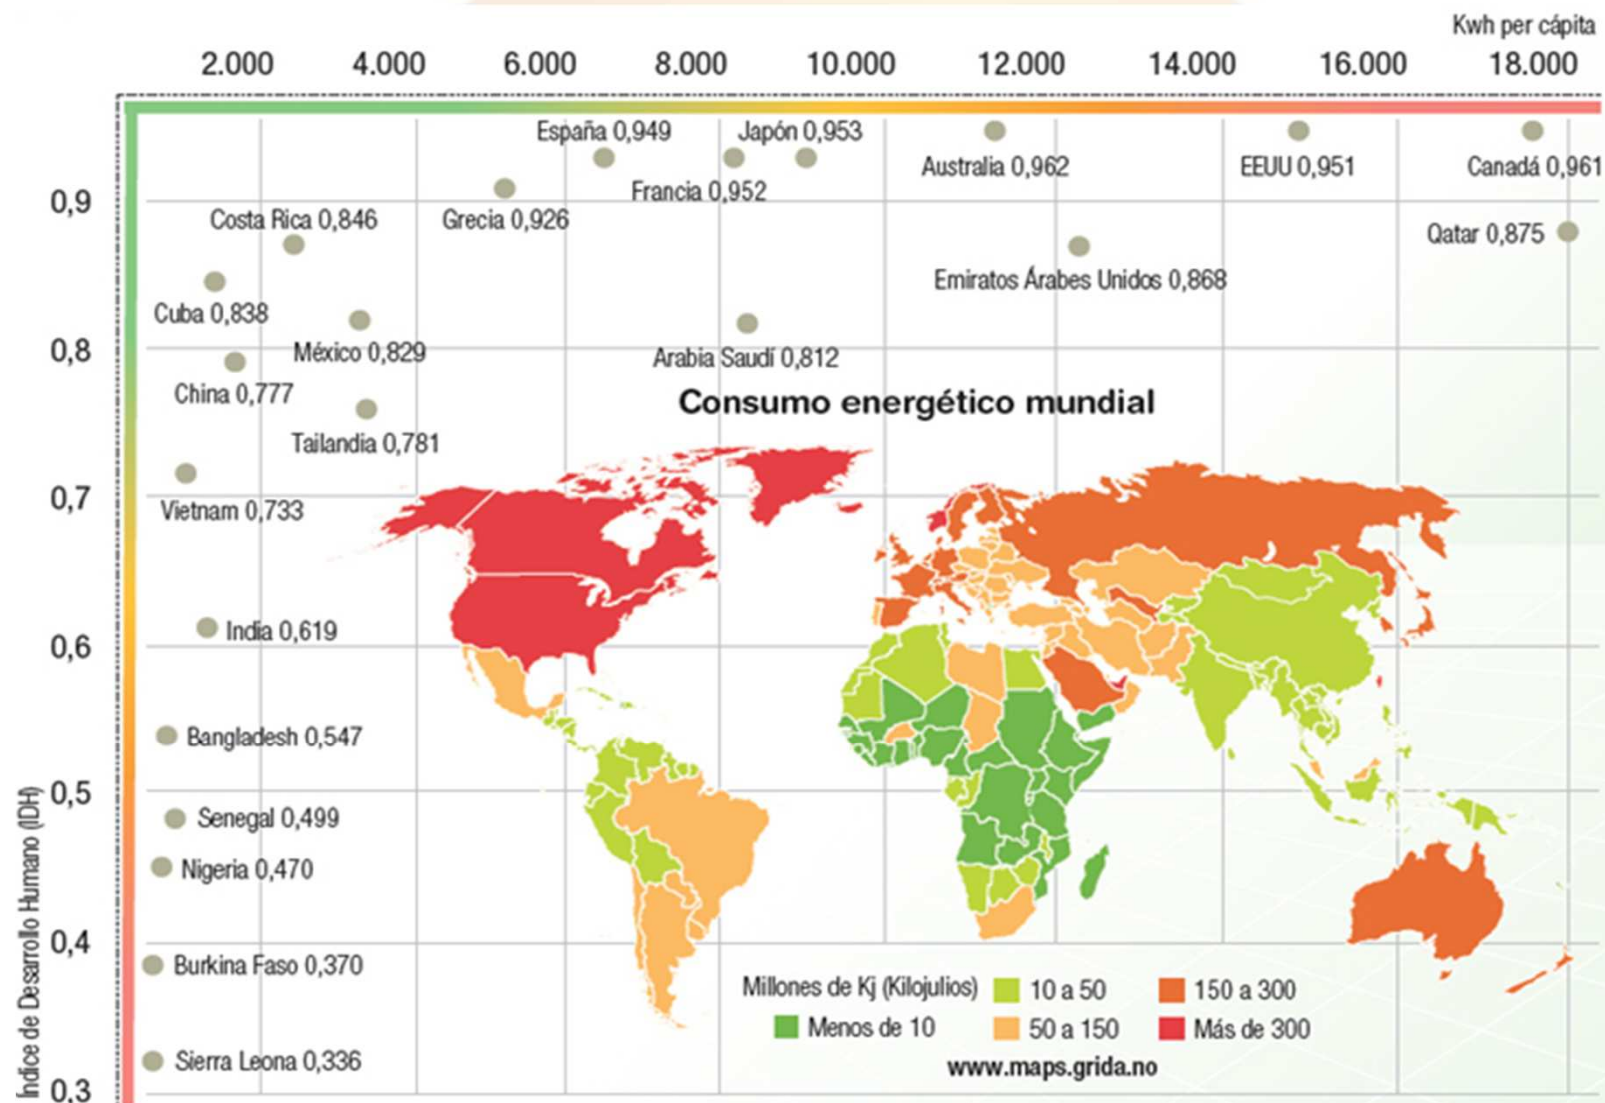 Kwh per cápita
2.000 4.000 6.000 8.000 10.000 12.000 14.000 16.000 18.000
España 0,949
Japón 0,953
Francia 0,952
Australia 0,962
EEUU 0,951
Canadá 0,961
0,9
Costa Rica 0,846
Grecia 0,926
Qatar 0,875
Emiratos Árabes Unidos 0,868
Cuba 0,838
0,8
México 0,829
Arabia Saudí 0,812
China 0,777
Consumo energético mundial
Tailandia 0,781
0,7
Vietnam 0,733
India 0,619
0,6
Bangladesh 0,547
0,5
Senegal 0,499
Nigeria 0,470
0,4
Burkina Faso 0,370
Sierra Leona 0,336
0,3
Índice de Desarrollo Humano (IDH)
Millones de Kj (Kilojulios)
Menos de 10
10 a 50
50 a 150
150 a 300
Más de 300
www.maps.grida.no